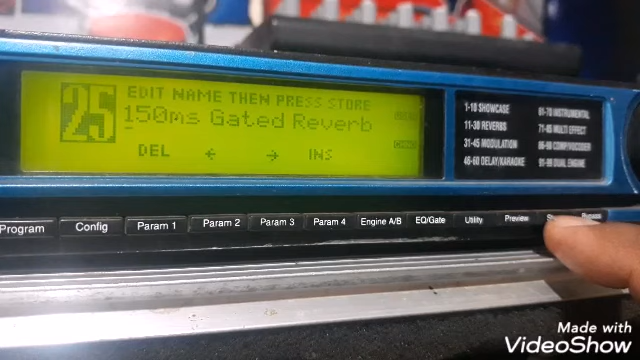 25
EDIT NAME THEN PRESS STORE
150ms Gated Reverb
DEL ← → INS
1-10 SHOWCASE
11-30 REVERBS
31-45 MODULATION
46-60 DELAY/KARAOKE
61-70 INSTRUMENTAL
71-85 MULTI EFFECT
86-90 COMP/VOCODER
91-99 DUAL ENGINE
Program Config Param 1 Param 2 Param 3 Param 4 Engine A/B EQ/Gate Utility Preview
Made with
VideoShow